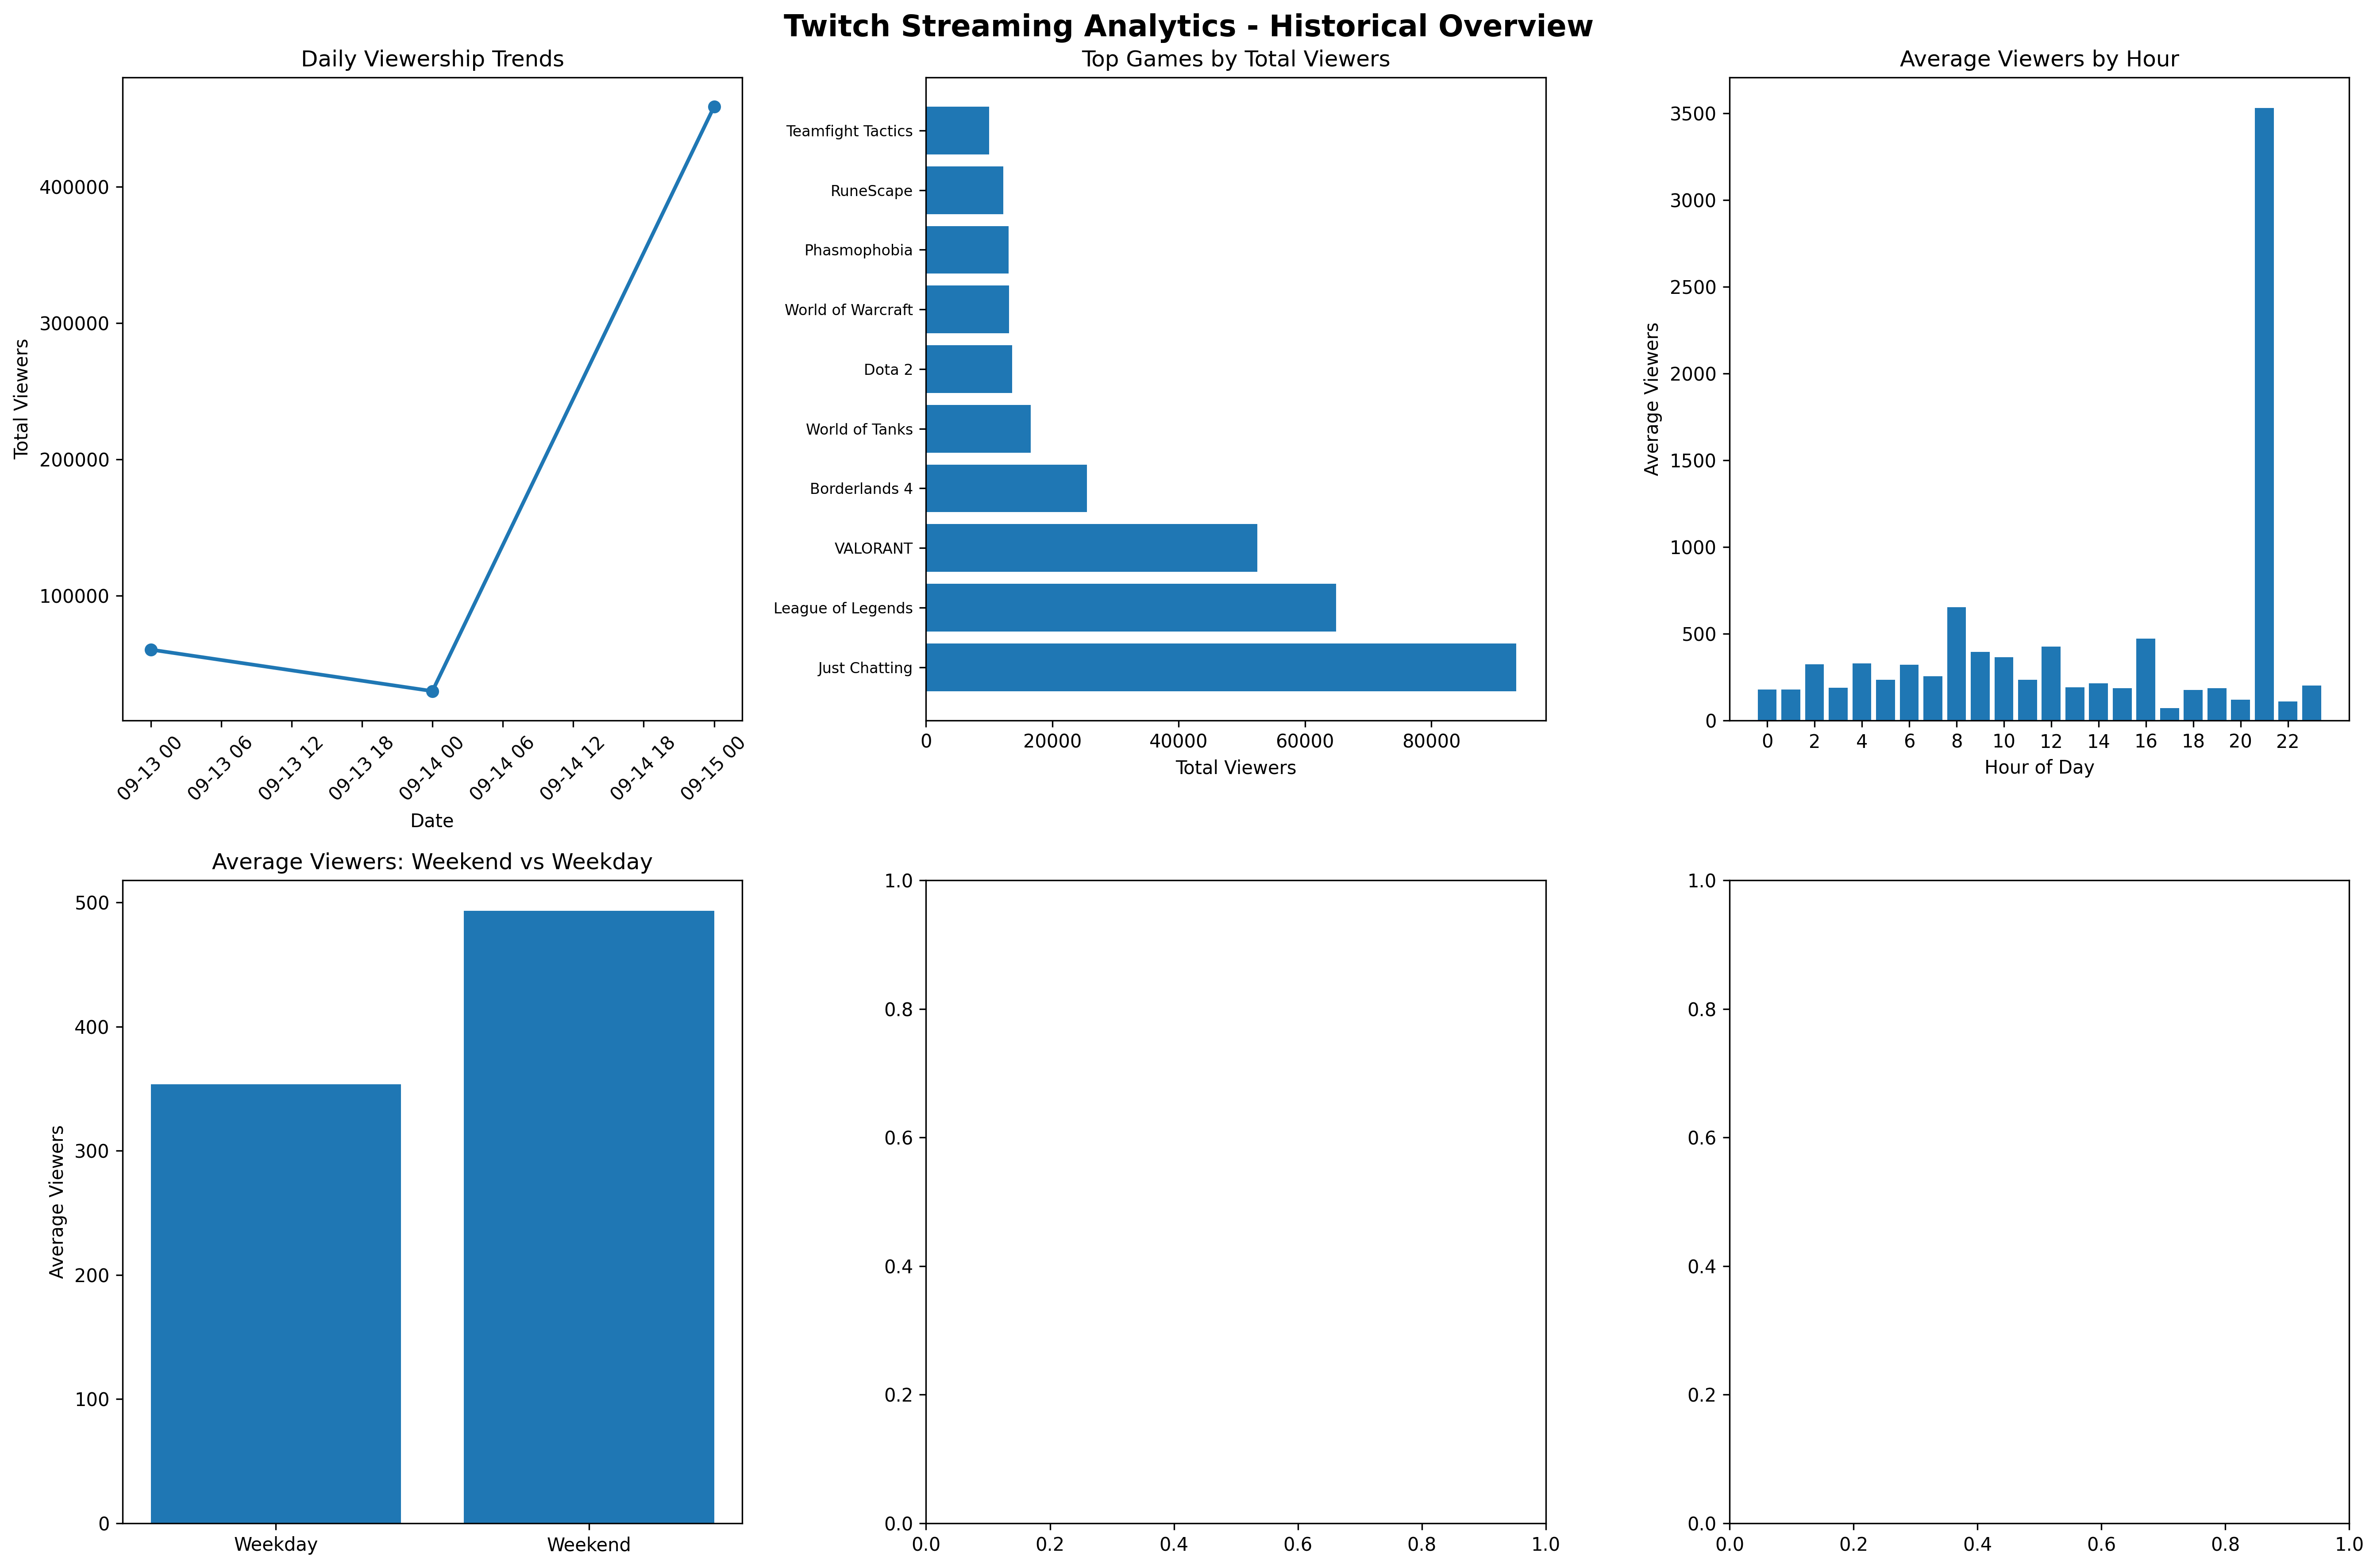 Twitch Streaming Analytics - Historical Overview
Daily Viewership Trends
Total Viewers
400000
300000
200000
100000
09-13 00
09-13 06
09-13 12
09-13 18
09-14 00
09-14 06
09-14 12
09-14 18
09-15 00
Date
Top Games by Total Viewers
Teamfight Tactics
RuneScape
Phasmophobia
World of Warcraft
Dota 2
World of Tanks
Borderlands 4
VALORANT
League of Legends
Just Chatting
0 20000 40000 60000 80000
Total Viewers
Average Viewers by Hour
Average Viewers
3500
3000
2500
2000
1500
1000
500
0
0 2 4 6 8 10 12 14 16 18 20 22
Hour of Day
Average Viewers: Weekend vs Weekday
Average Viewers
500
400
300
200
100
0
Weekday Weekend
1.0
0.8
0.6
0.4
0.2
0.0
0.0 0.2 0.4 0.6 0.8 1.0
1.0
0.8
0.6
0.4
0.2
0.0
0.0 0.2 0.4 0.6 0.8 1.0